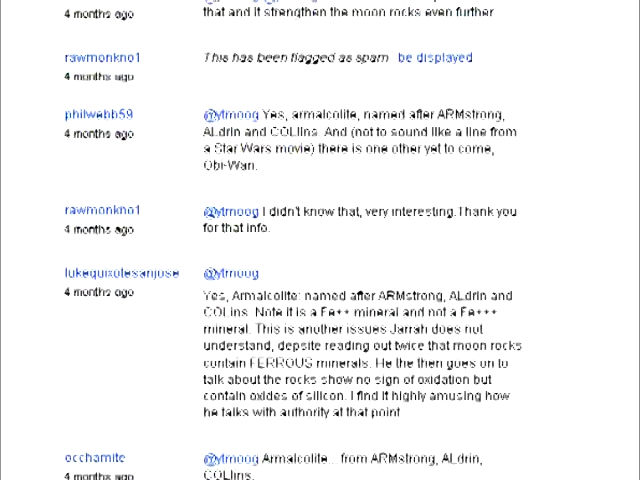 4 months ago
that and it strengthen the moon rocks even further
rawmonkno1
4 months ago
This has been flagged as spam be displayed
philwebb59
4 months ago
@ytmoog Yes, armalcolite, named after ARMstrong,
ALdrin and COLlins. And (not to sound like a line from
a Star Wars movie) there is one other yet to come,
Obi-Wan.
rawmonkno1
4 months ago
@ytmoog I didn't know that, very interesting.Thank you
for that info.
lukequixotesanjose
4 months ago
@ytmoog
Yes, Armalcolite: named after ARMstrong, ALdrin and
COLins. Note it is a Fe++ mineral and not a Fe+++
mineral. This is another issues Jarrah does not
understand, depsite reading out twice that moon rocks
contain FERROUS minerals. He the then goes on to
talk about the rocks show no sign of oxidation but
contain oxides of silicon. I find it highly amusing how
he talks with authority at that point
occhamite
4 months ago
@ytmoog Armalcolite... from ARMstrong, ALdrin,
COLlins.